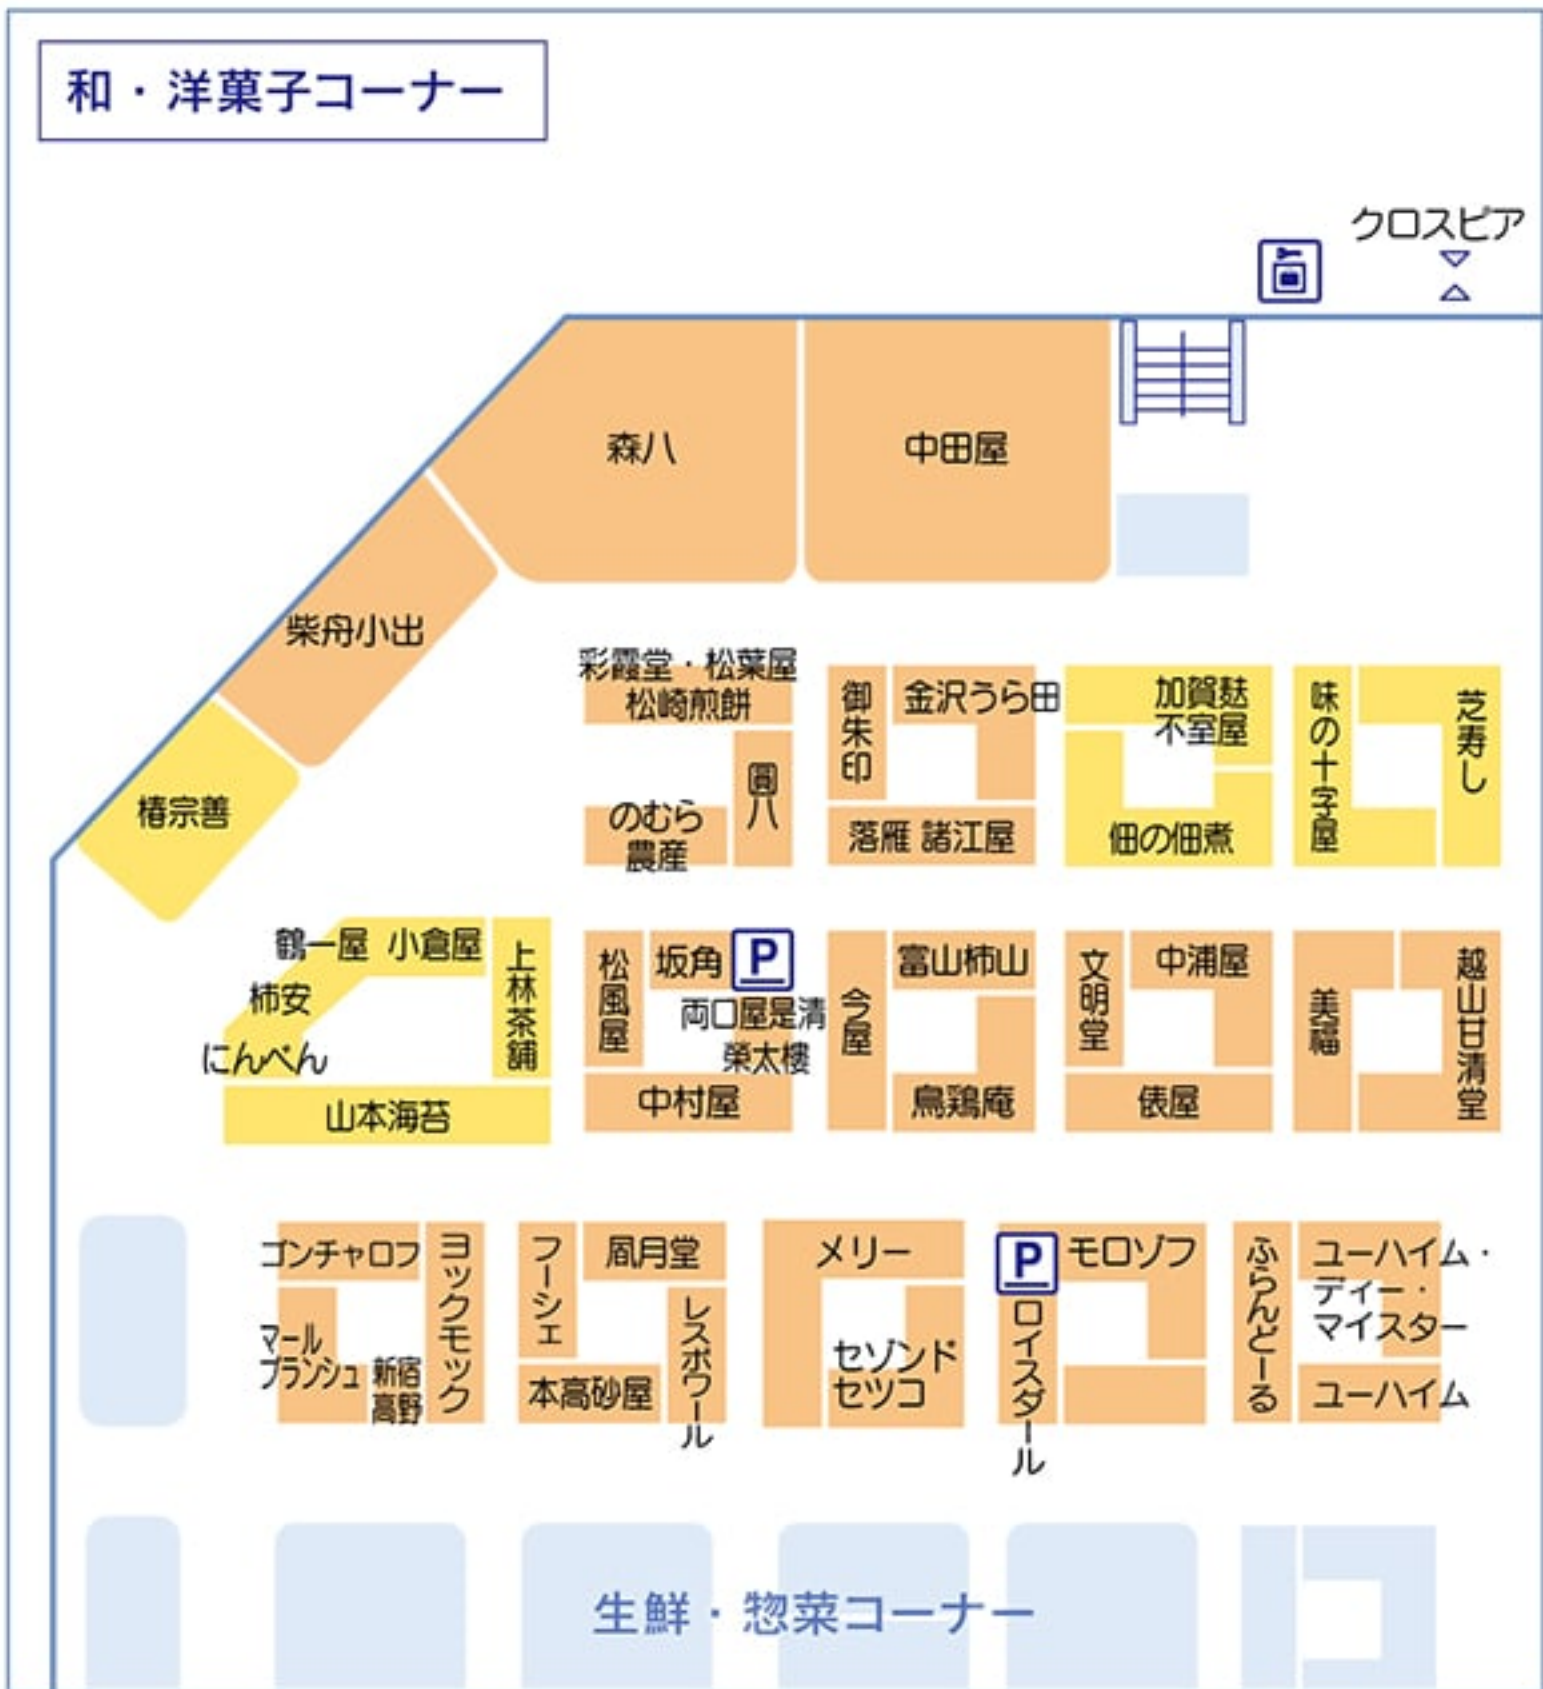 和・洋菓子コーナー
クロスピア
森八
中田屋
柴舟小出
椿宗善
彩霞堂・松葉屋
松崎煎餅
圓八
のむら
農産
御朱印
金沢うら田
落雁 諸江屋
加賀麩
不室屋
佃の佃煮
味の十字屋
芝寿し
鶴一屋 小倉屋
柿安
にんべん
上林茶舗
山本海苔
松風屋
坂角
P
両口屋是清
榮太樓
中村屋
今屋
富山柿山
烏鶏庵
文明堂
中浦屋
俵屋
美福
越山甘清堂
ゴンチャロフ
マール
ブランシュ
新宿
高野
ヨックモック
フーシェ
凮月堂
レスポワール
本高砂屋
メリー
セゾンド
セツコ
P
モロゾフ
ロイスダール
ふらんどーる
ユーハイム・
ディー・
マイスター
ユーハイム
生鮮・惣菜コーナー